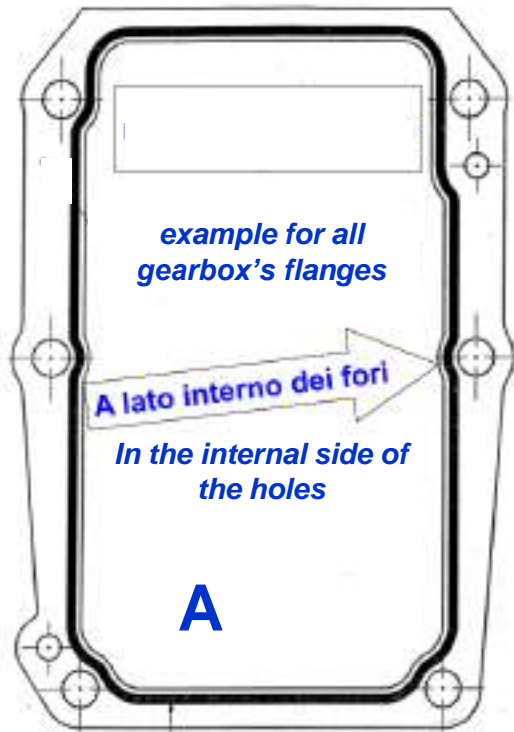 example for all
gearbox's flanges
A lato interno dei fori
In the internal side of
the holes
A